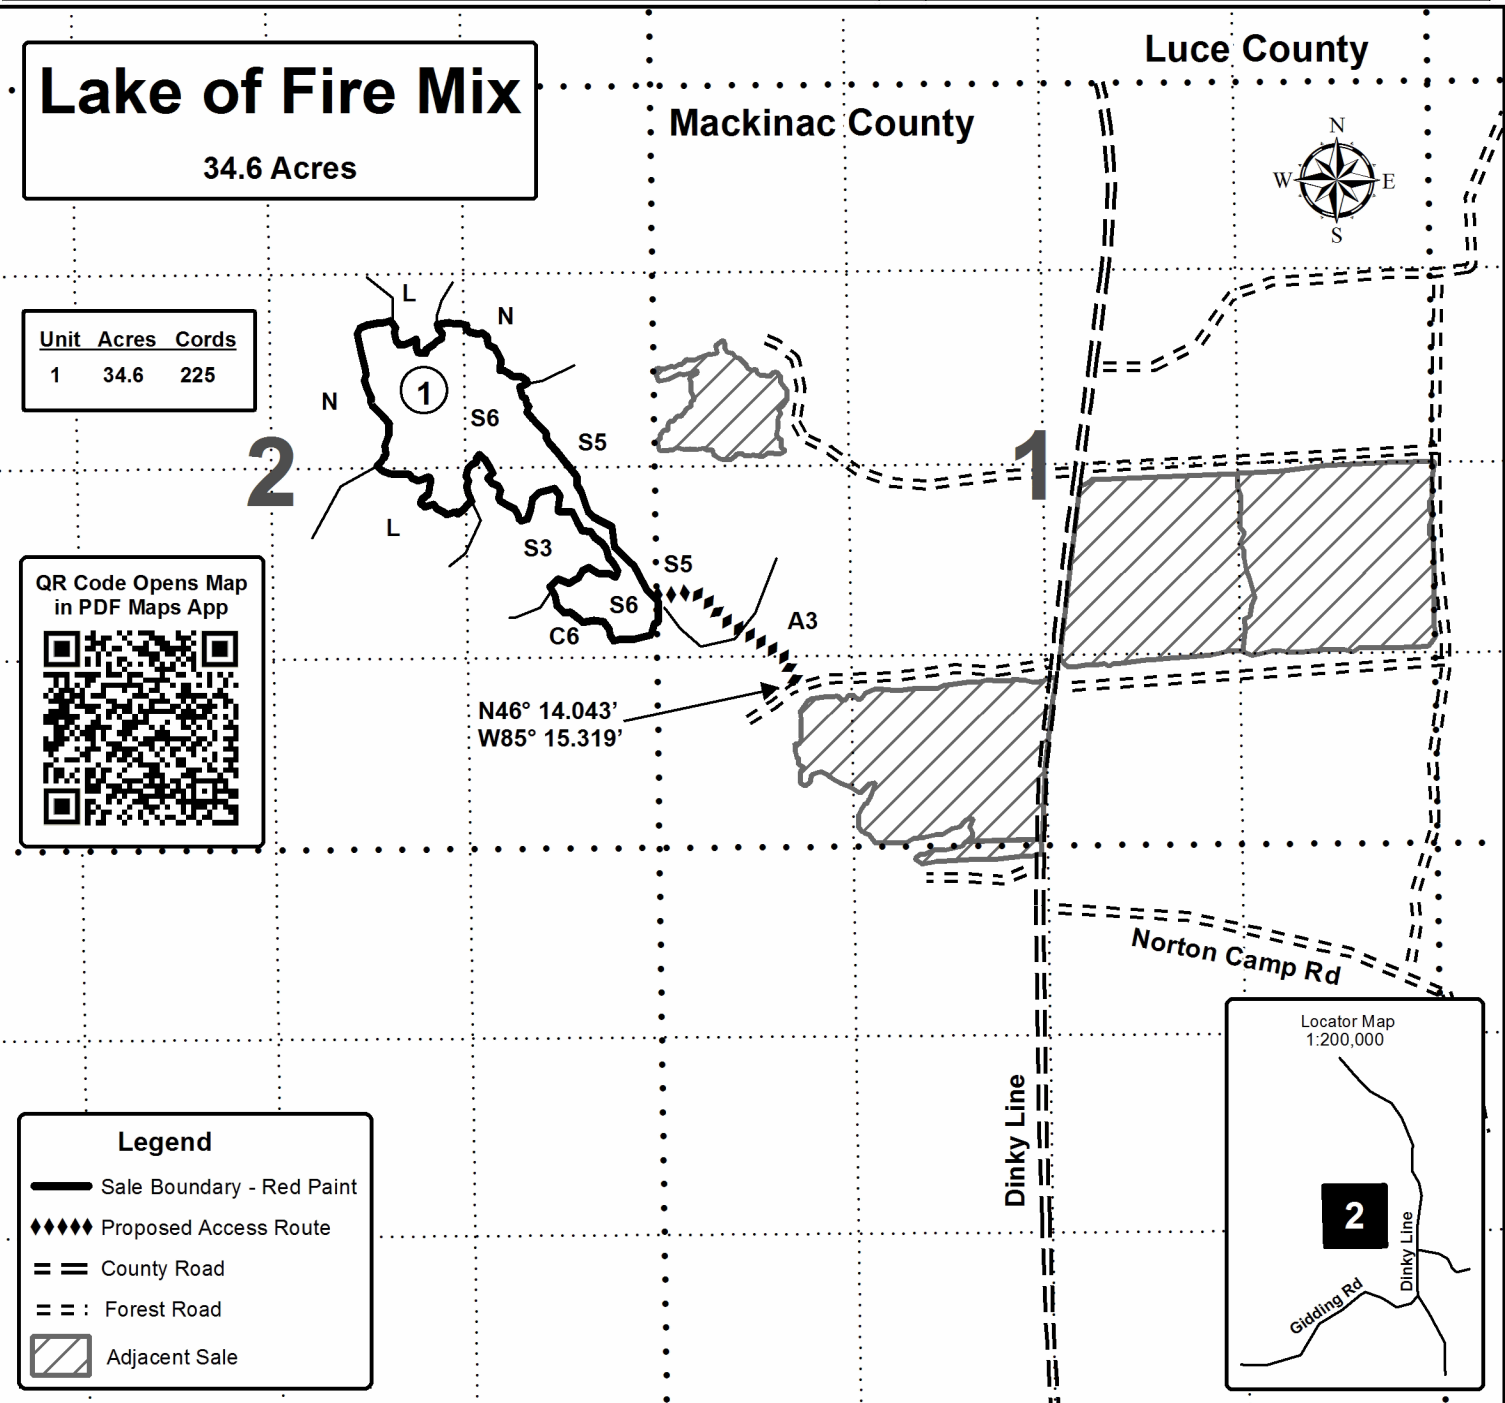 Lake of Fire Mix
34.6 Acres
Luce County
Mackinac County
N
W E
S
Unit Acres Cords
1 34.6 225
L
N
N
1
S6
S5
2
1
L
S3
S5
S6
C6
A3
N46° 14.043’
W85° 15.319’
QR Code Opens Map
in PDF Maps App
Norton Camp Rd
Dinky Line
Legend
Sale Boundary - Red Paint
Proposed Access Route
County Road
Forest Road
Adjacent Sale
Locator Map
1:200,000
2
Dinky Line
Gidding Rd